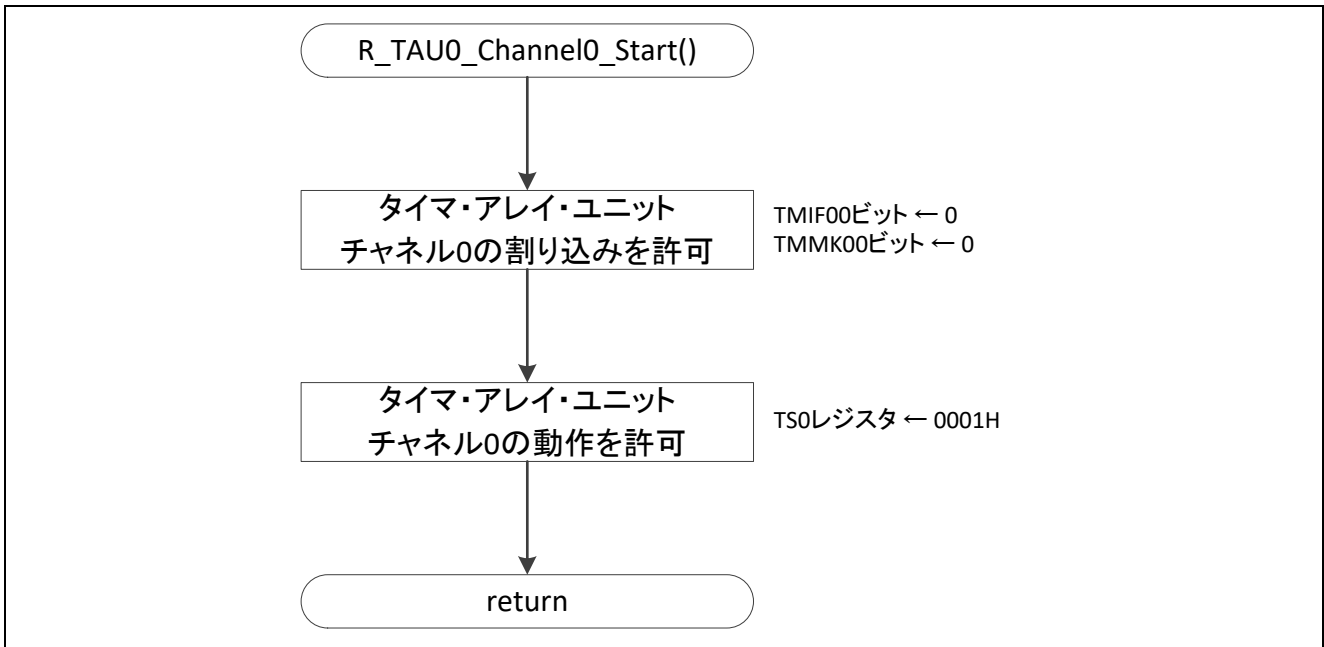 R_TAU0_Channel0_Start()
タイマ・アレイ・ユニット
チャネル0の割り込みを許可
TMIF00ビット ← 0
TMMK00ビット ← 0
タイマ・アレイ・ユニット
チャネル0の動作を許可
TS0レジスタ ← 0001H
return